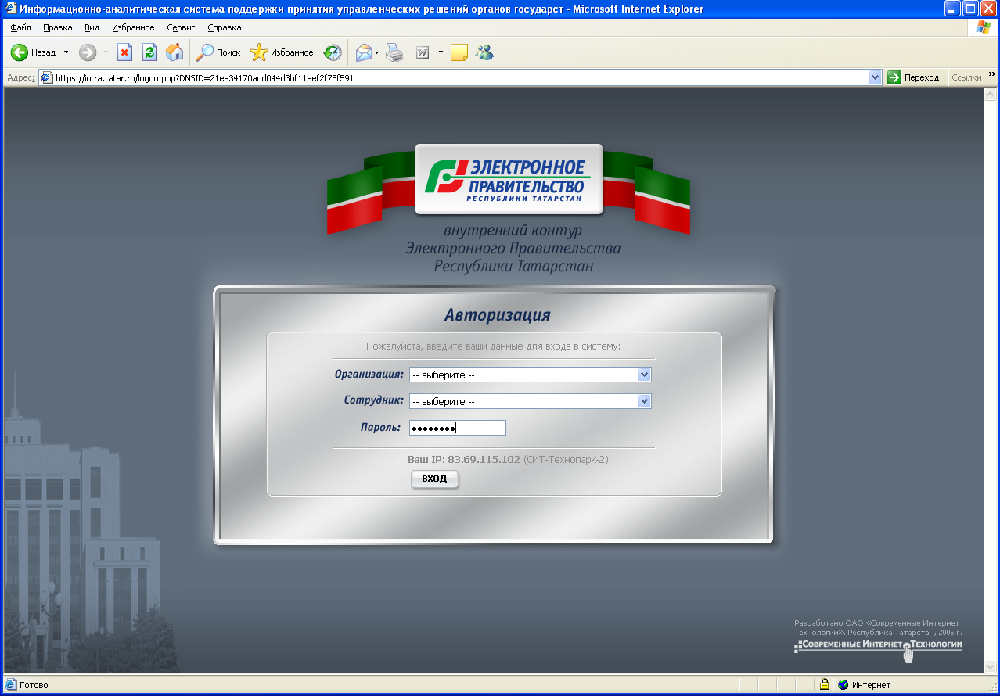 Информационно-аналитическая система поддержки принятия управленческих решений органов государст - Microsoft Internet Explorer
Файл Правка Вид Избранное Сервис Справка
Назад Поиск Избранное
Адрес: https://intra.tatar.ru/logon.php?DNSID=21ee34170add044d3bf11aef2f78f591 Переход Ссылки »
ЭЛЕКТРОННОЕ
ПРАВИТЕЛЬСТВО
РЕСПУБЛИКИ ТАТАРСТАН
внутренний контур
Электронного Правительства
Республики Татарстан
Авторизация
Пожалуйста, введите ваши данные для входа в систему:
Организация: -- выберите --
Сотрудник: -- выберите --
Пароль: ••••••••
Ваш IP: 83.69.115.102 (СИТ-Технопарк-2)
ВХОД
Разработано ОАО «Современные Интернет
Технологии», Республика Татарстан, 2006 г.
СОВРЕМЕННЫЕ ИНТЕРНЕТ ТЕХНОЛОГИИ
Готово Интернет